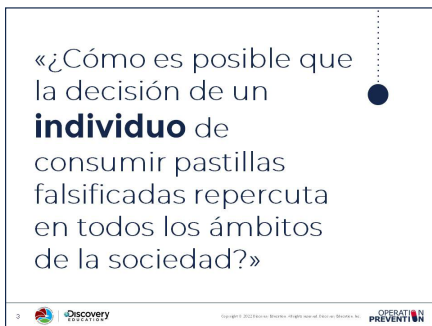 «¿Cómo es posible que
la decisión de un
individuo de
consumir pastillas
falsificadas repercuta
en todos los ámbitos
de la sociedad?»
3
Discovery
EDUCATION
OPERATION
PREVENTION